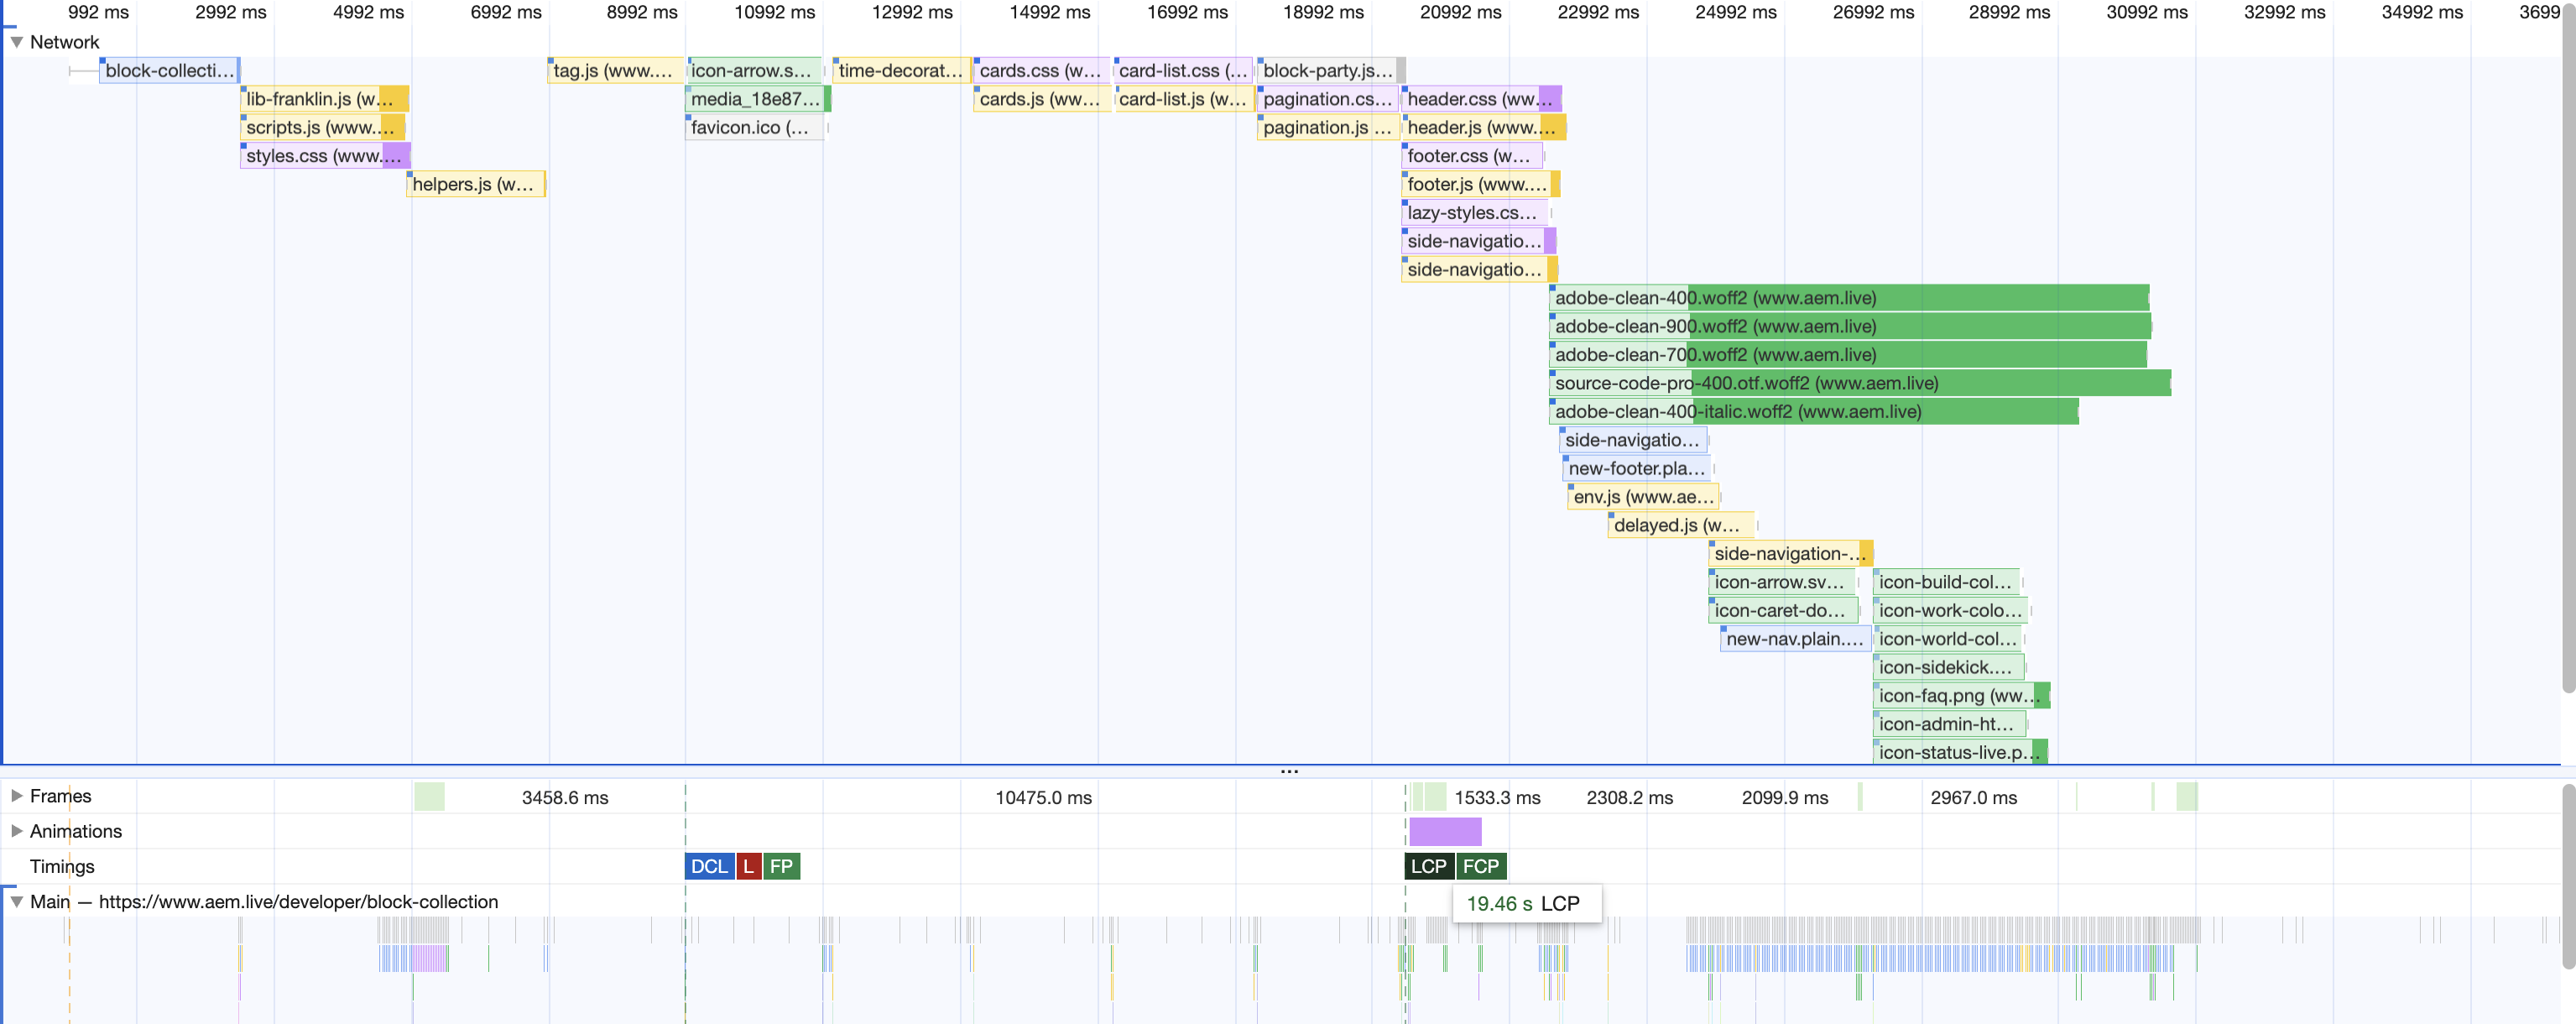 992 ms 2992 ms 4992 ms 6992 ms 8992 ms 10992 ms 12992 ms 14992 ms 16992 ms 18992 ms 20992 ms 22992 ms 24992 ms 26992 ms 28992 ms 30992 ms 32992 ms 34992 ms 3699
Network
block-collecti… tag.js (www.… icon-arrow.s… time-decorat… cards.css (w… card-list.css (… block-party.js…
lib-franklin.js (w… media_18e87… cards.js (ww… card-list.js (w… pagination.cs… header.css (ww…
scripts.js (www.… favicon.ico (… pagination.js … header.js (www.…
styles.css (www.… footer.css (w…
helpers.js (w… footer.js (www.…
lazy-styles.cs…
side-navigatio…
side-navigatio…
adobe-clean-400.woff2 (www.aem.live)
adobe-clean-900.woff2 (www.aem.live)
adobe-clean-700.woff2 (www.aem.live)
source-code-pro-400.otf.woff2 (www.aem.live)
adobe-clean-400-italic.woff2 (www.aem.live)
side-navigatio…
new-footer.pla…
env.js (www.ae…
delayed.js (w…
side-navigation-…
icon-arrow.sv… icon-build-col…
icon-caret-do… icon-work-colo…
new-nav.plain.… icon-world-col…
icon-sidekick.…
icon-faq.png (ww…
icon-admin-ht…
icon-status-live.p…
…
Frames 3458.6 ms 10475.0 ms 1533.3 ms 2308.2 ms 2099.9 ms 2967.0 ms
Animations
Timings DCL L FP LCP FCP
Main — https://www.aem.live/developer/block-collection
19.46 s LCP